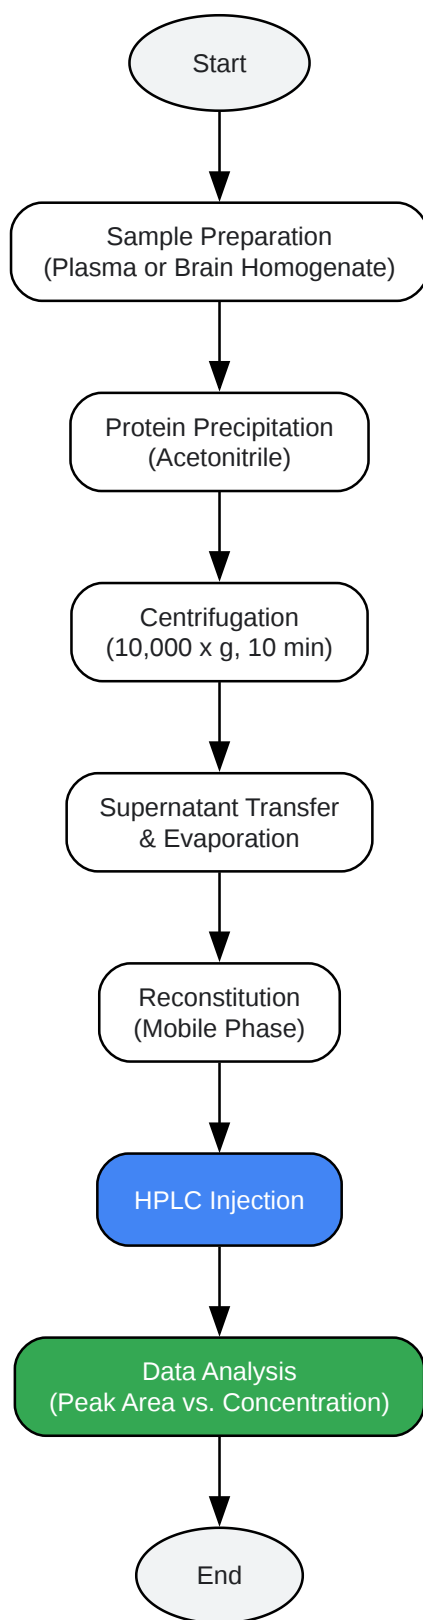 Start
Sample Preparation
(Plasma or Brain Homogenate)
Protein Precipitation
(Acetonitrile)
Centrifugation
(10,000 x g, 10 min)
Supernatant Transfer
& Evaporation
Reconstitution
(Mobile Phase)
HPLC Injection
Data Analysis
(Peak Area vs. Concentration)
End